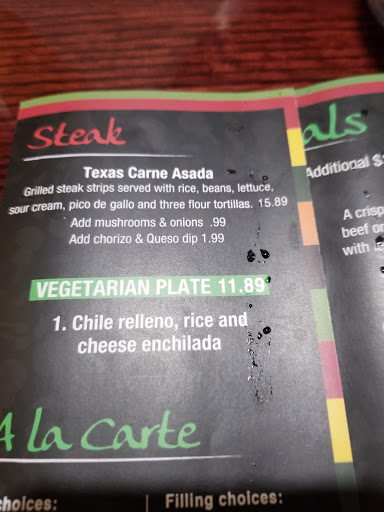 Steak
Texas Carne Asada
Grilled steak strips served with rice, beans, lettuce,
sour cream, pico de gallo and three flour tortillas. 15.89
Add mushrooms & onions .99
Add chorizo & Queso dip 1.99
VEGETARIAN PLATE 11.89
1. Chile relleno, rice and
cheese enchilada
A la Carte
choices:
Filling choices:
als
Additional $
A crisp
beef or
with